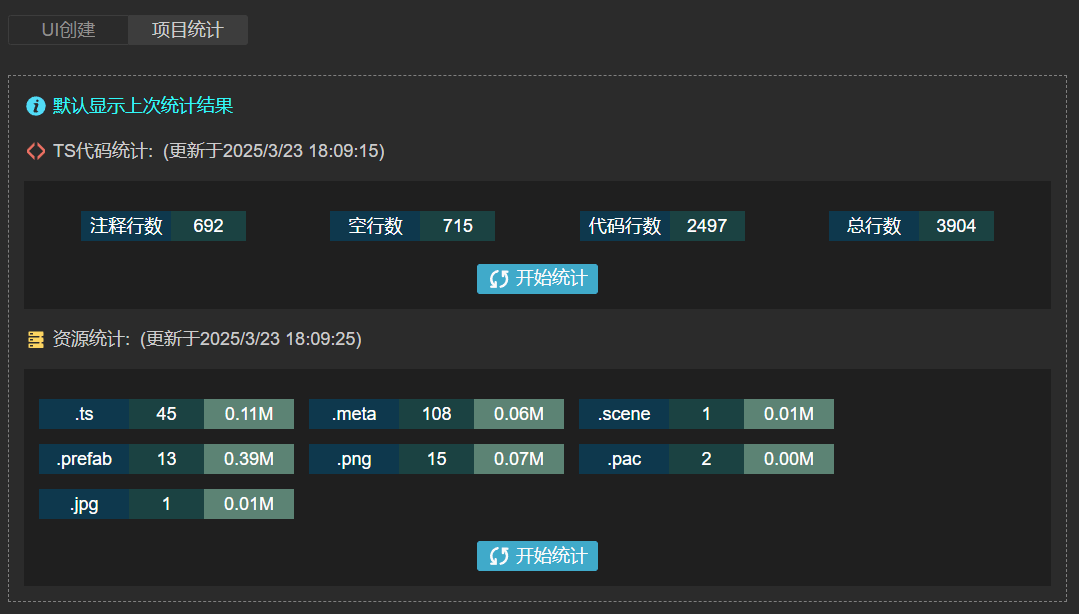 UI创建 项目统计
默认显示上次统计结果
TS代码统计: (更新于2025/3/23 18:09:15)
注释行数 692 空行数 715 代码行数 2497 总行数 3904
开始统计
资源统计: (更新于2025/3/23 18:09:25)
.ts 45 0.11M .meta 108 0.06M .scene 1 0.01M
.prefab 13 0.39M .png 15 0.07M .pac 2 0.00M
.jpg 1 0.01M
开始统计